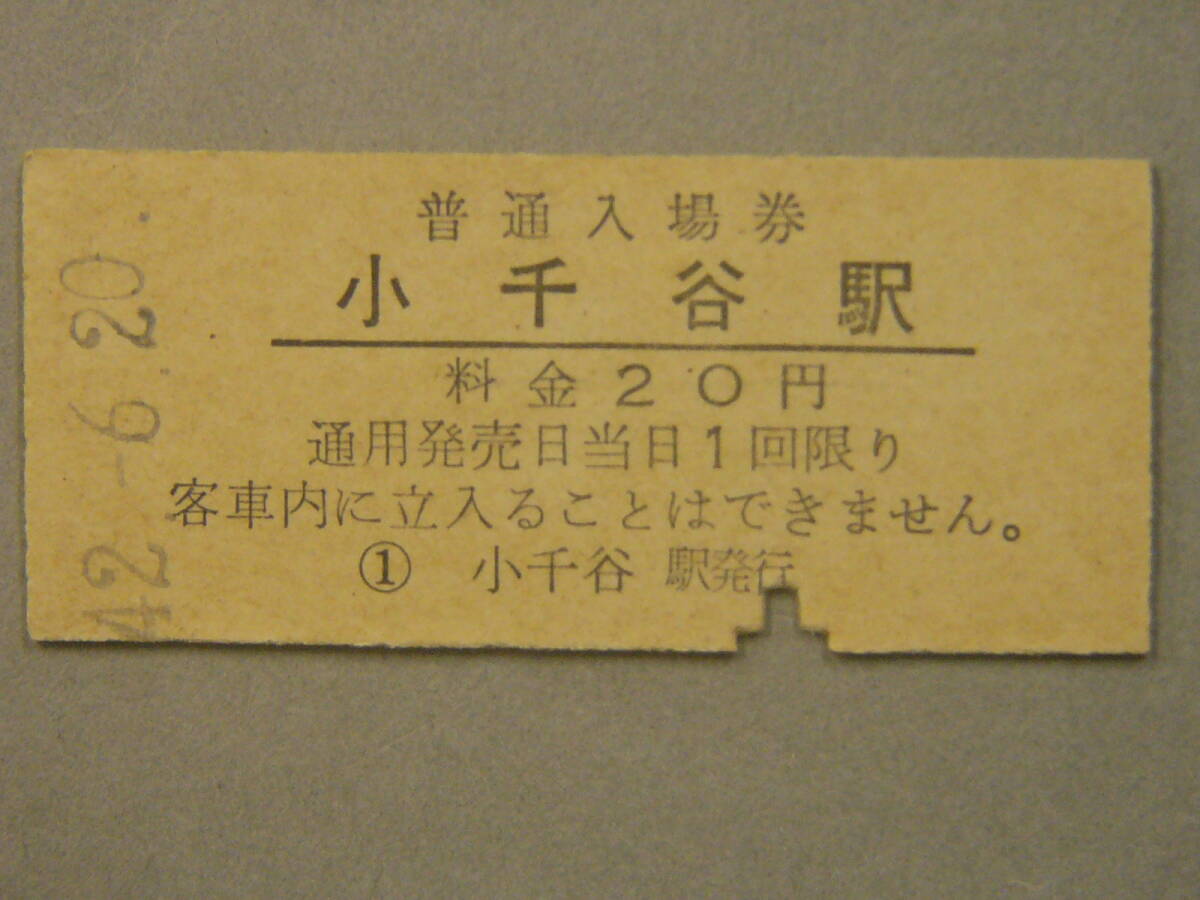 普通入場券
小千谷駅
料金20円
通用発売日当日1回限り
客車内に立入ることはできません。
① 小千谷 駅発行
42.-6.20.